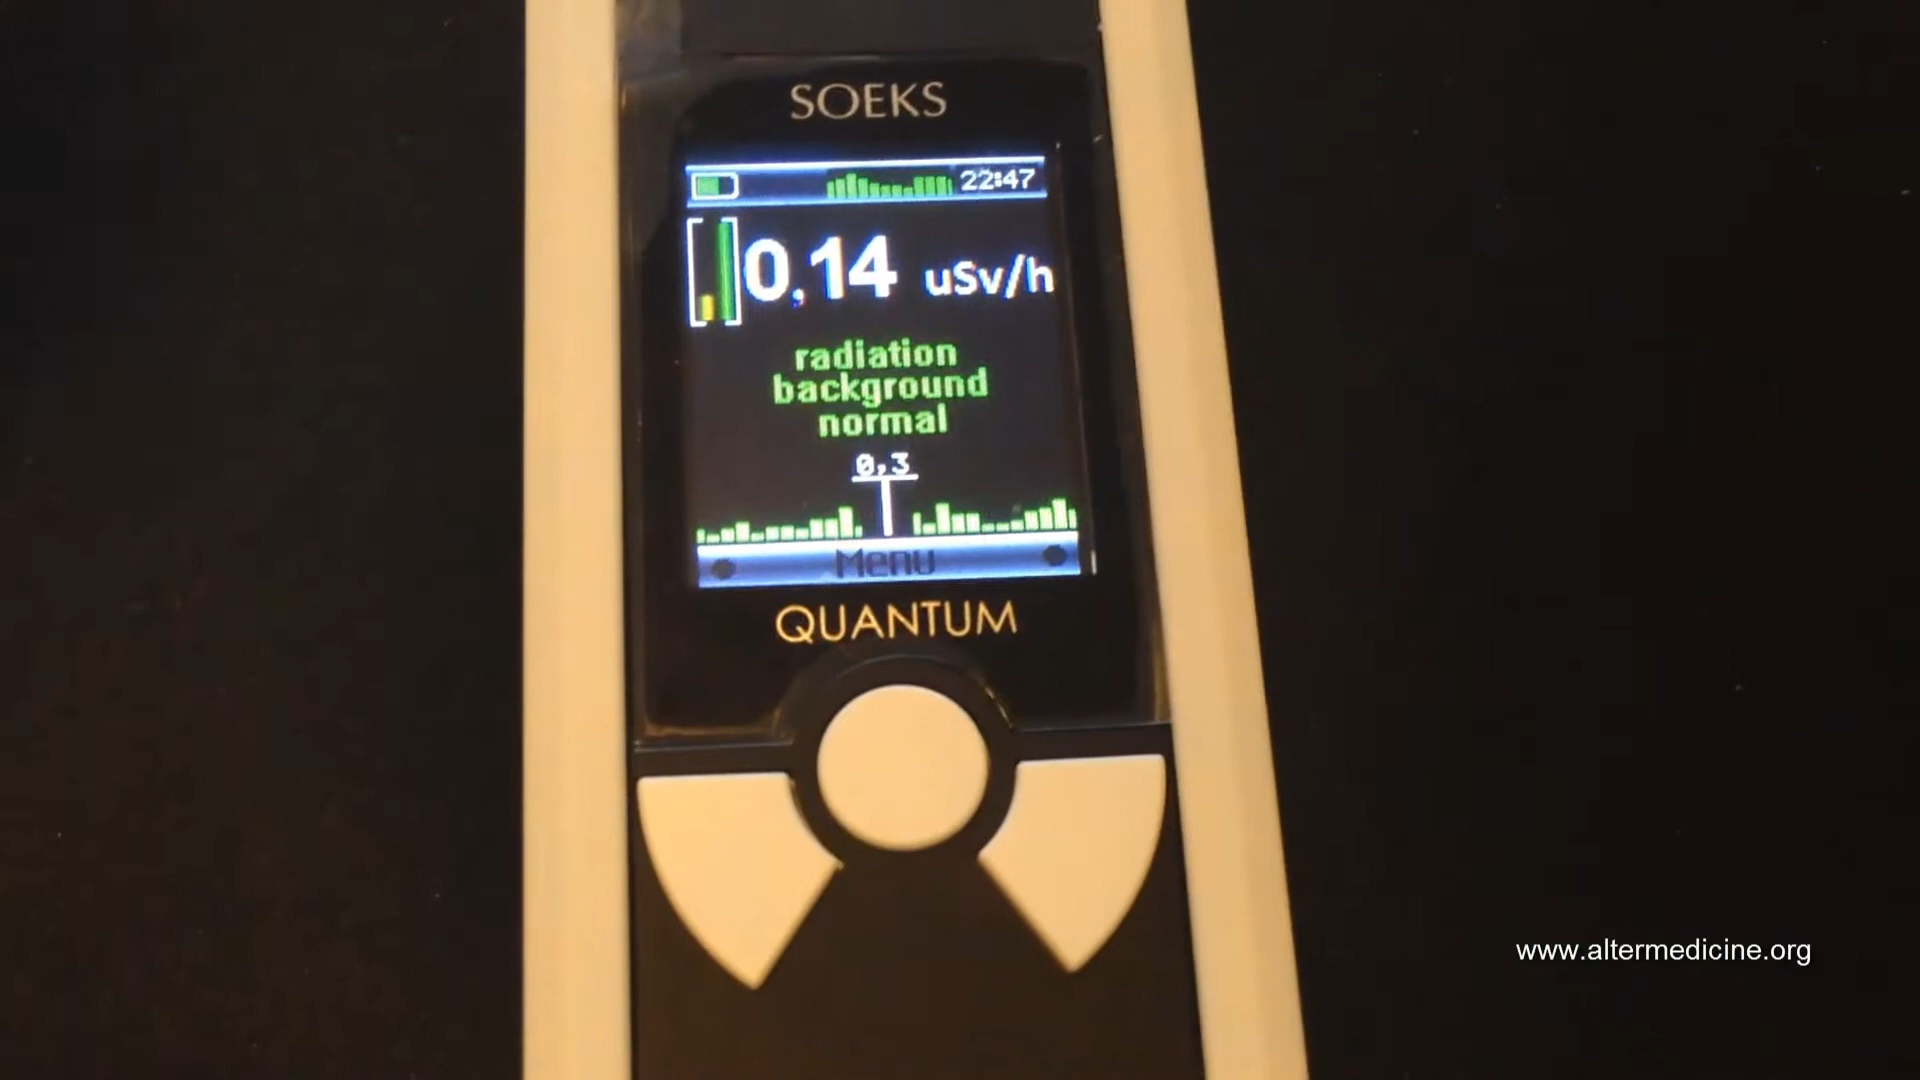 SOEKS
22:47
0,14 uSv/h
radiation
background
normal
0,3
Menu
QUANTUM
www.altermedicine.org